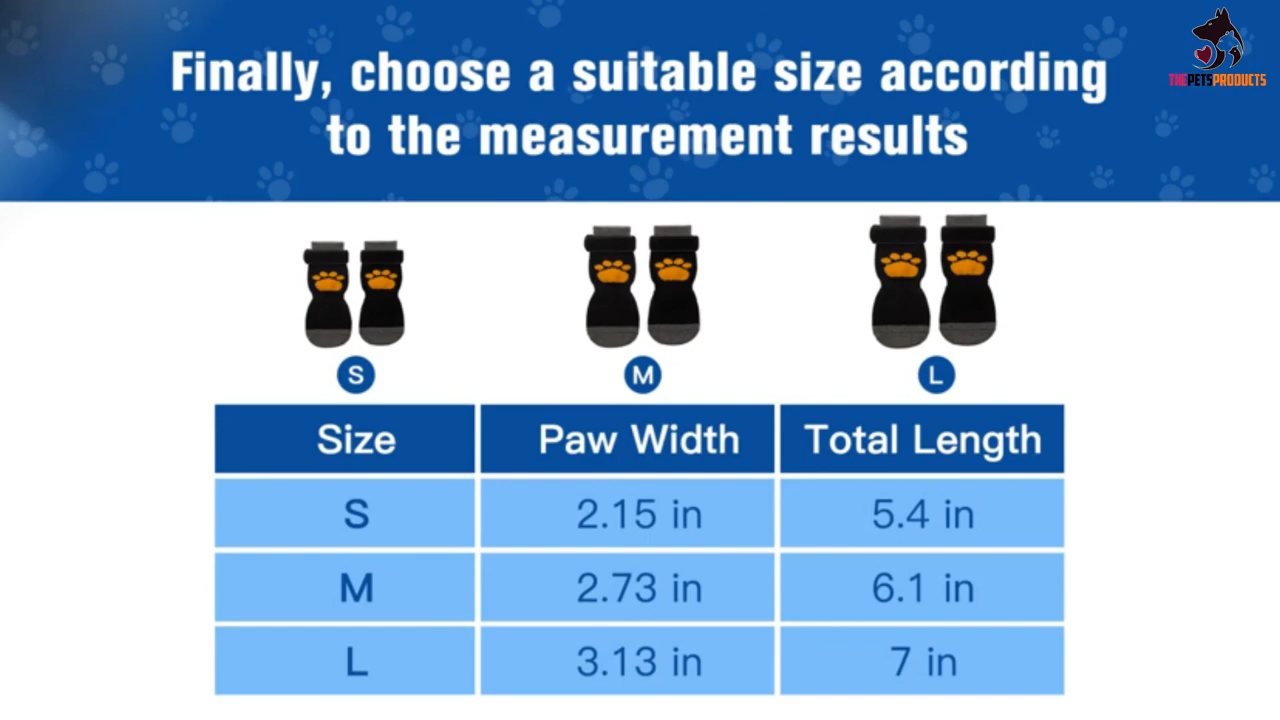 Finally, choose a suitable size according
to the measurement results
THEPETSPRODUCTS
S M L
Size Paw Width Total Length
S 2.15 in 5.4 in
M 2.73 in 6.1 in
L 3.13 in 7 in